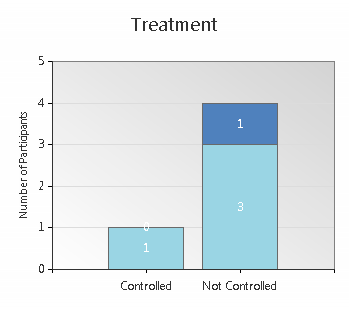 Treatment
Number of Participants
5
4
3
2
1
0
1
3
0
1
Controlled
Not Controlled